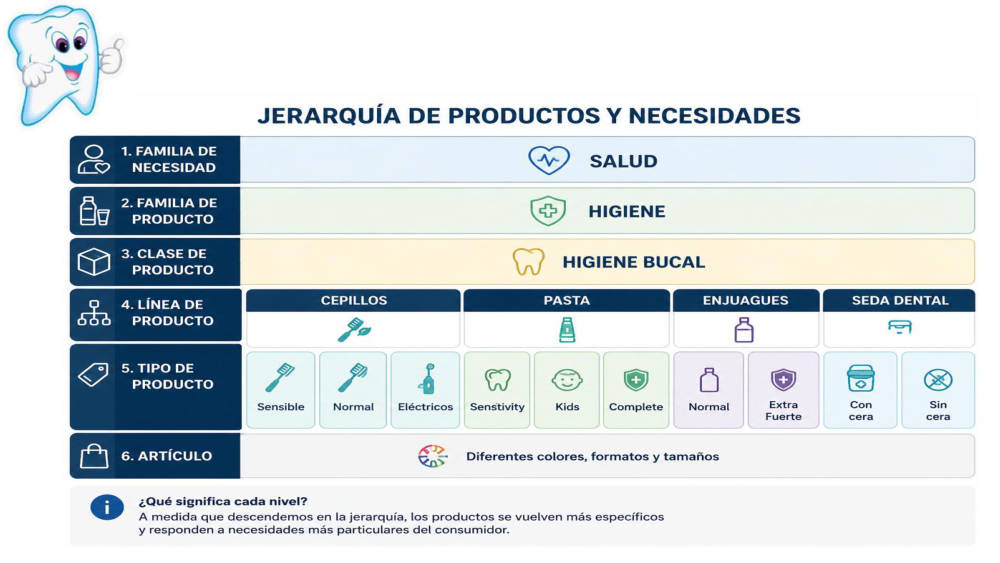 JERARQUÍA DE PRODUCTOS Y NECESIDADES
1. FAMILIA DE
NECESIDAD
SALUD
2. FAMILIA DE
PRODUCTO
HIGIENE
3. CLASE DE
PRODUCTO
HIGIENE BUCAL
4. LÍNEA DE
PRODUCTO
CEPILLOS
PASTA
ENJUAGUES
SEDA DENTAL
5. TIPO DE
PRODUCTO
Sensible
Normal
Eléctricos
Senstivity
Kids
Complete
Normal
Extra
Fuerte
Con
cera
Sin
cera
6. ARTÍCULO
Diferentes colores, formatos y tamaños
¿Qué significa cada nivel?
A medida que descendemos en la jerarquía, los productos se vuelven más específicos
y responden a necesidades más particulares del consumidor.